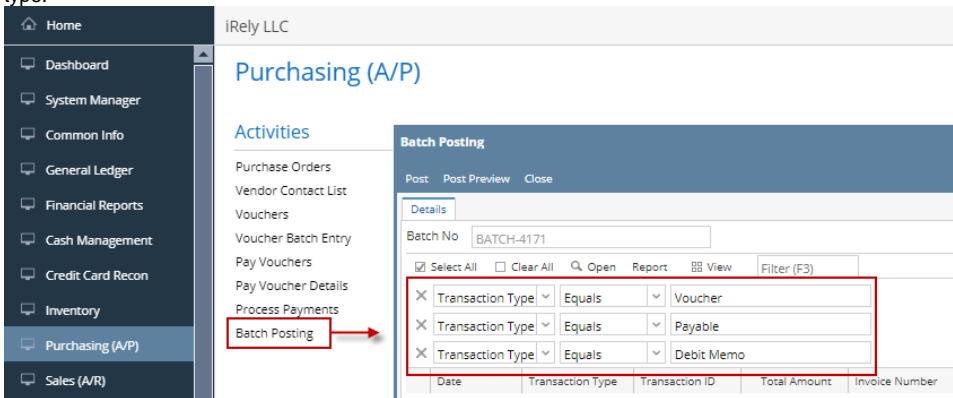 type.
Home
iRely LLC
Dashboard
System Manager
Common Info
General Ledger
Financial Reports
Cash Management
Credit Card Recon
Inventory
Purchasing (A/P)
Sales (A/R)
Purchasing (A/P)
Activities
Purchase Orders
Vendor Contact List
Vouchers
Voucher Batch Entry
Pay Vouchers
Pay Voucher Details
Process Payments
Batch Posting
Batch Posting
Post Post Preview Close
Details
Batch No BATCH-4171
Select All Clear All Open Report View Filter (F3)
Transaction Type Equals Voucher
Transaction Type Equals Payable
Transaction Type Equals Debit Memo
Date Transaction Type Transaction ID Total Amount Invoice Number